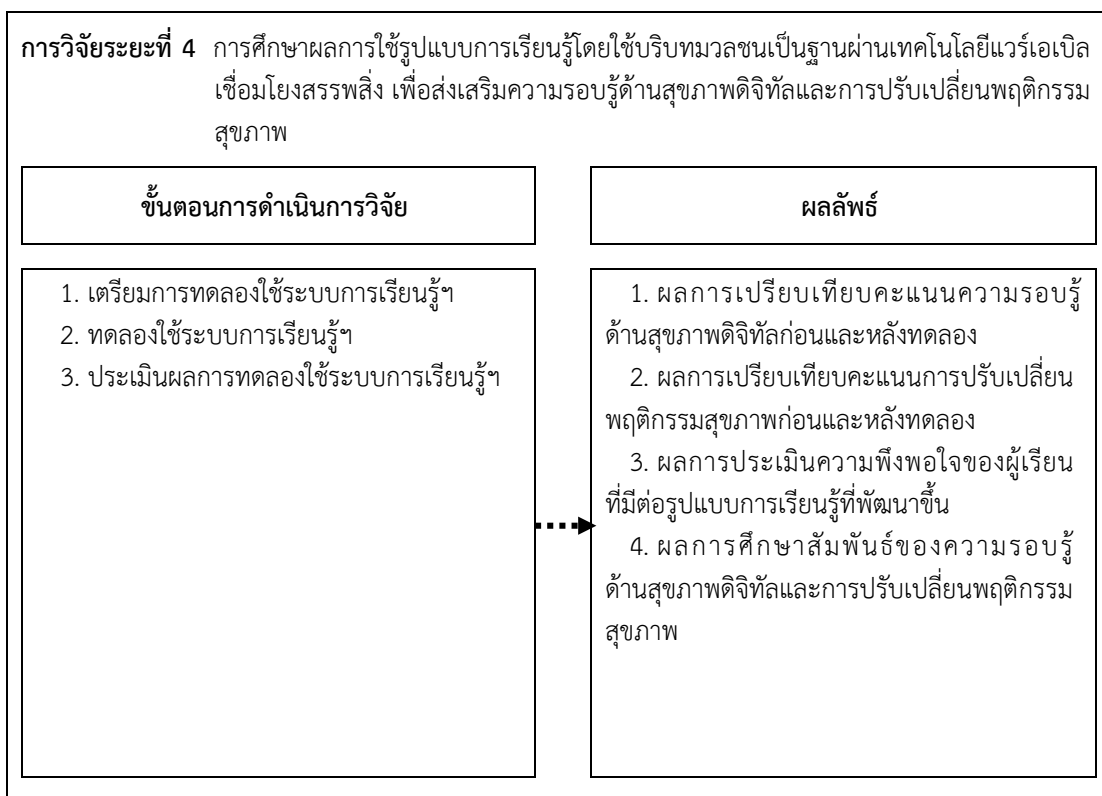 การวิจัยระยะที่ 4 การศึกษาผลการใช้รูปแบบการเรียนรู้โดยใช้บริบทมวลชนเป็นฐานผ่านเทคโนโลยีแวร์เอเบิล
เชื่อมโยงสรรพสิ่ง เพื่อส่งเสริมความรอบรู้ด้านสุขภาพดิจิทัลและการปรับเปลี่ยนพฤติกรรม
สุขภาพ
ขั้นตอนการดำเนินการวิจัย
1. เตรียมการทดลองใช้ระบบการเรียนรู้ฯ
2. ทดลองใช้ระบบการเรียนรู้ฯ
3. ประเมินผลการทดลองใช้ระบบการเรียนรู้ฯ
ผลลัพธ์
1. ผลการเปรียบเทียบคะแนนความรอบรู้
ด้านสุขภาพดิจิทัลก่อนและหลังทดลอง
2. ผลการเปรียบเทียบคะแนนการปรับเปลี่ยน
พฤติกรรมสุขภาพก่อนและหลังทดลอง
3. ผลการประเมินความพึงพอใจของผู้เรียน
ที่มีต่อรูปแบบการเรียนรู้ที่พัฒนาขึ้น
4. ผลการศึกษาสัมพันธ์ของความรอบรู้
ด้านสุขภาพดิจิทัลและการปรับเปลี่ยนพฤติกรรม
สุขภาพ